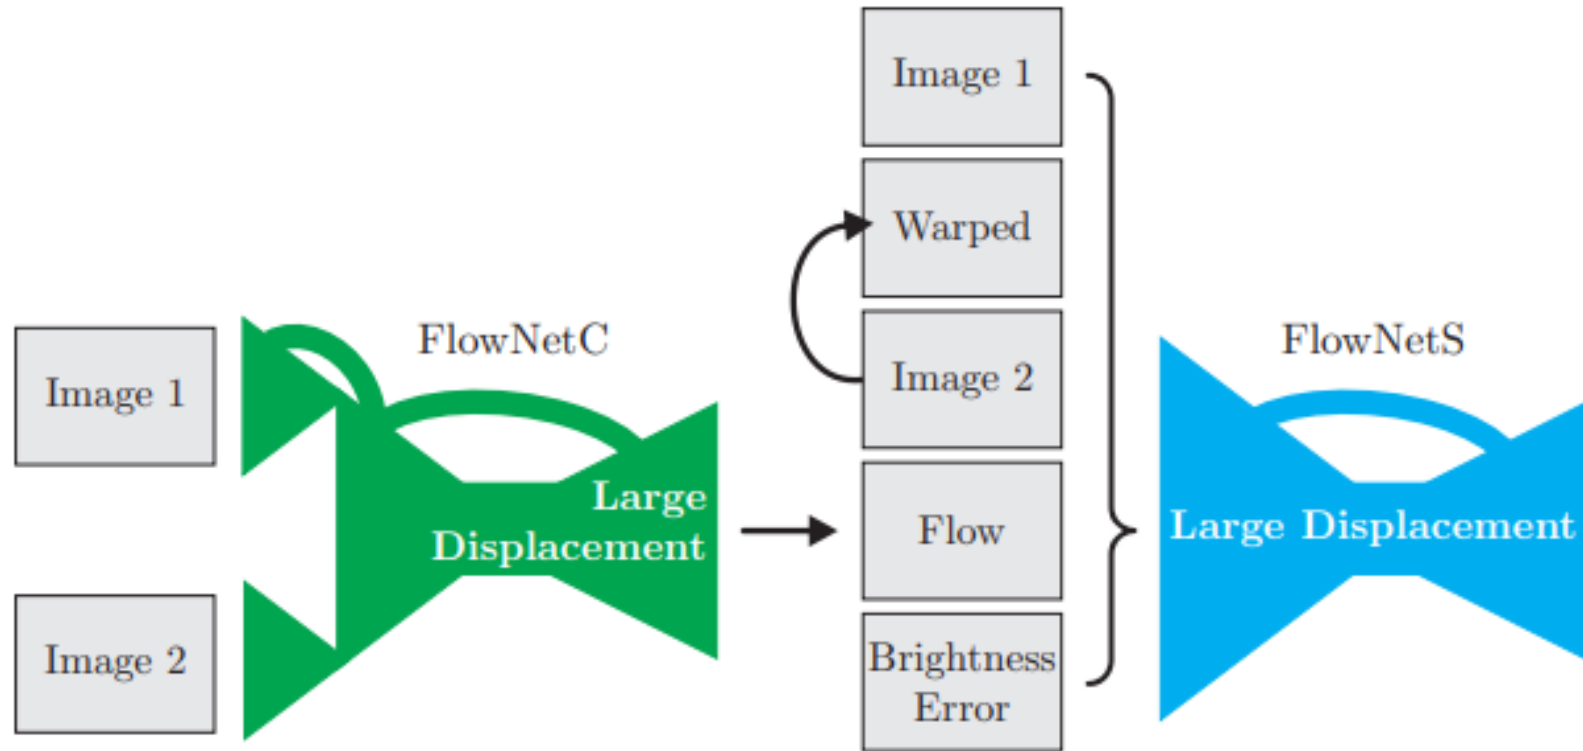 Image 1
Image 2
FlowNetC
Large
Displacement
Image 1
Warped
Image 2
Flow
Brightness
Error
FlowNetS
Large Displacement